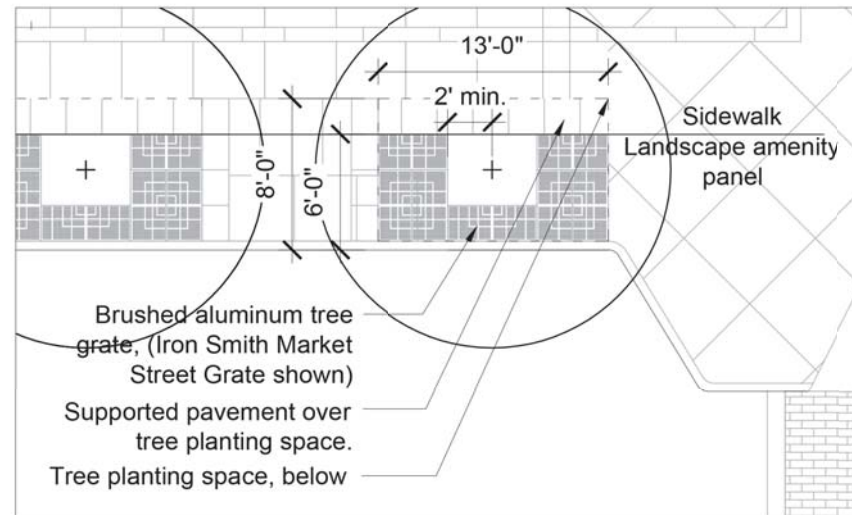 13'-0"
2' min.
Sidewalk
Landscape amenity
panel
8'-0"
6'-0"
Brushed aluminum tree
grate, (Iron Smith Market
Street Grate shown)
Supported pavement over
tree planting space.
Tree planting space, below